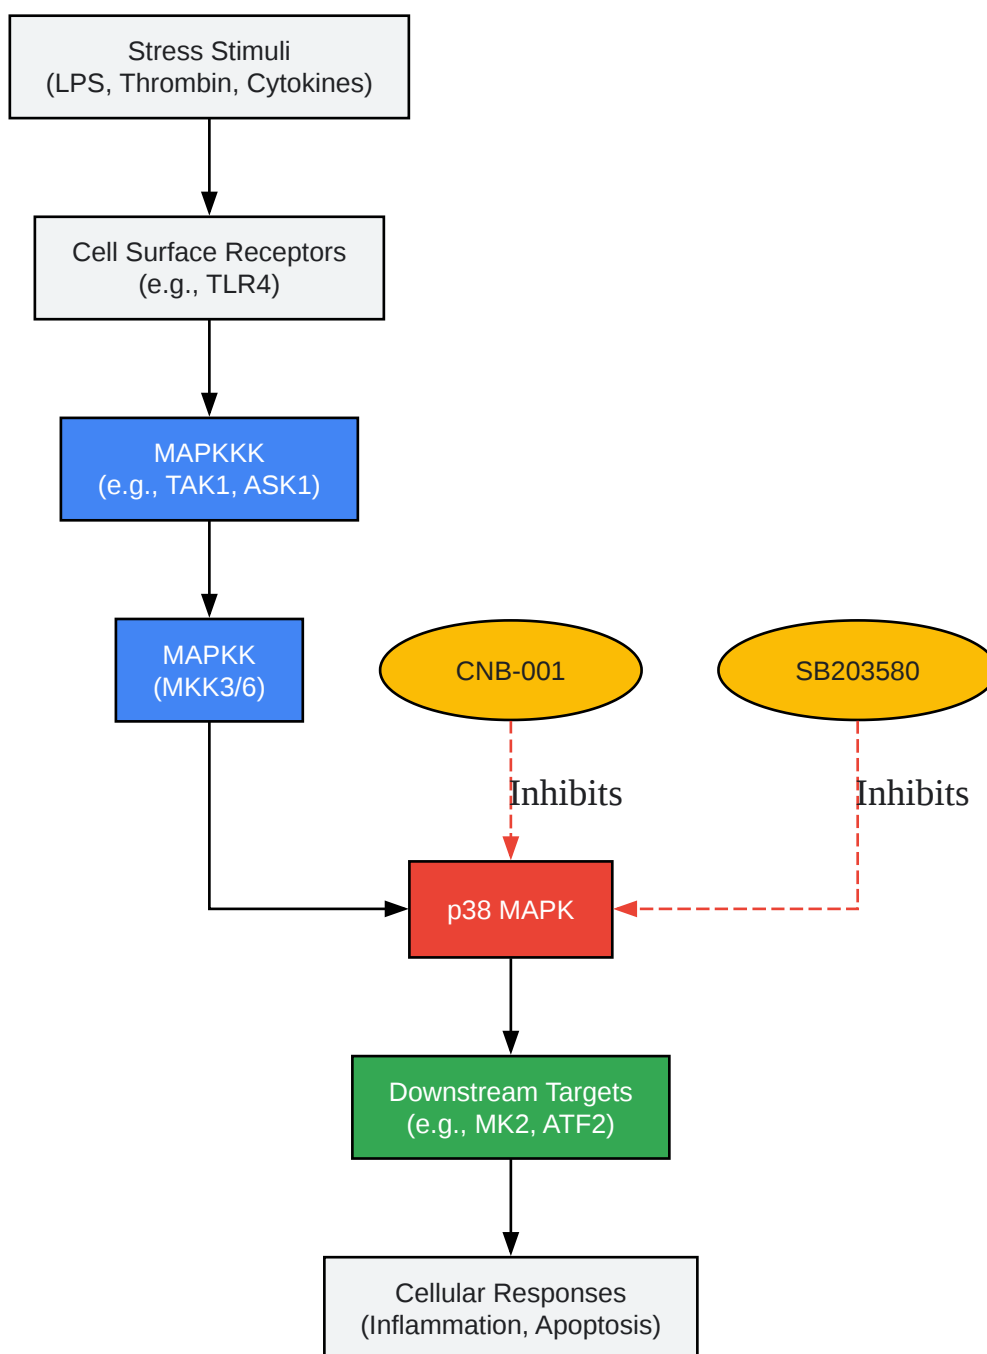 Stress Stimuli
(LPS, Thrombin, Cytokines)
Cell Surface Receptors
(e.g., TLR4)
MAPKKK
(e.g., TAK1, ASK1)
MAPKK
(MKK3/6)
CNB-001
SB203580
Inhibits
Inhibits
p38 MAPK
Downstream Targets
(e.g., MK2, ATF2)
Cellular Responses
(Inflammation, Apoptosis)